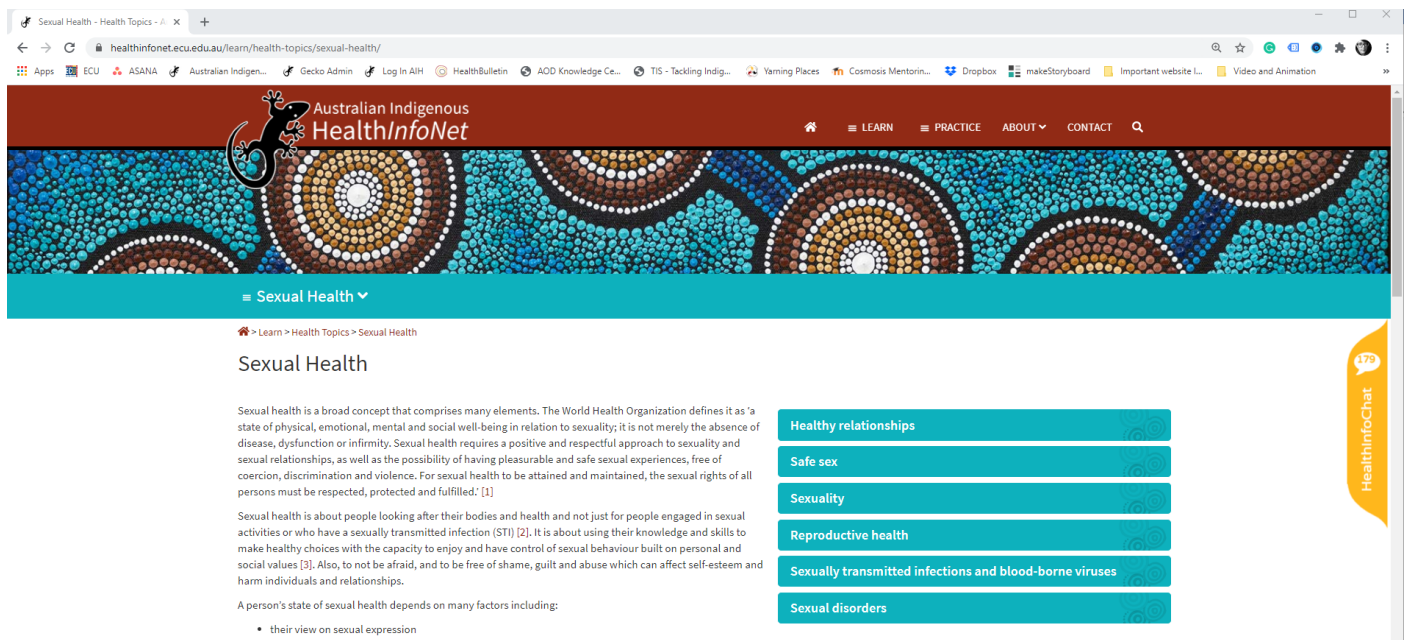 Sexual Health - Health Topics - A
healthinfonet.ecu.edu.au/learn/health-topics/sexual-health/
Apps ECU ASANA Australian Indigen... Gecko Admin Log In AIH HealthBulletin AOD Knowledge Ce... TIS - Tackling Indig... Yarning Places Cosmosis Mentorin... Dropbox makeStoryboard Important website l... Video and Animation »
Australian Indigenous
HealthInfoNet
LEARN PRACTICE ABOUT CONTACT
Sexual Health
> Learn > Health Topics > Sexual Health
Sexual Health
Sexual health is a broad concept that comprises many elements. The World Health Organization defines it as 'a
state of physical, emotional, mental and social well-being in relation to sexuality; it is not merely the absence of
disease, dysfunction or infirmity. Sexual health requires a positive and respectful approach to sexuality and
sexual relationships, as well as the possibility of having pleasurable and safe sexual experiences, free of
coercion, discrimination and violence. For sexual health to be attained and maintained, the sexual rights of all
persons must be respected, protected and fulfilled.' [1]
Sexual health is about people looking after their bodies and health and not just for people engaged in sexual
activities or who have a sexually transmitted infection (STI) [2]. It is about using their knowledge and skills to
make healthy choices with the capacity to enjoy and have control of sexual behaviour built on personal and
social values [3]. Also, to not be afraid, and to be free of shame, guilt and abuse which can affect self-esteem and
harm individuals and relationships.
A person's state of sexual health depends on many factors including:
• their view on sexual expression
Healthy relationships
Safe sex
Sexuality
Reproductive health
Sexually transmitted infections and blood-borne viruses
Sexual disorders
179
HealthInfoChat